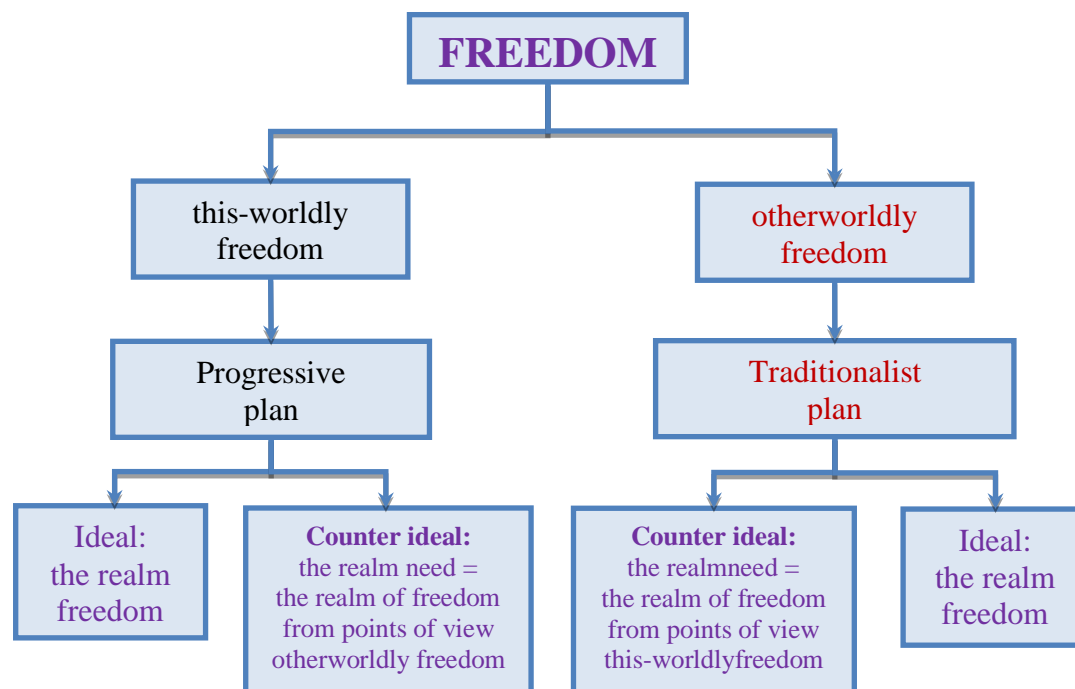 FREEDOM
this-worldly
freedom
otherworldly
freedom
Progressive
plan
Traditionalist
plan
Ideal:
the realm
freedom
Counter ideal:
the realm need =
the realm of freedom
from points of view
otherworldly freedom
Counter ideal:
the realmneed =
the realm of freedom
from points of view
this-worldlyfreedom
Ideal:
the realm
freedom